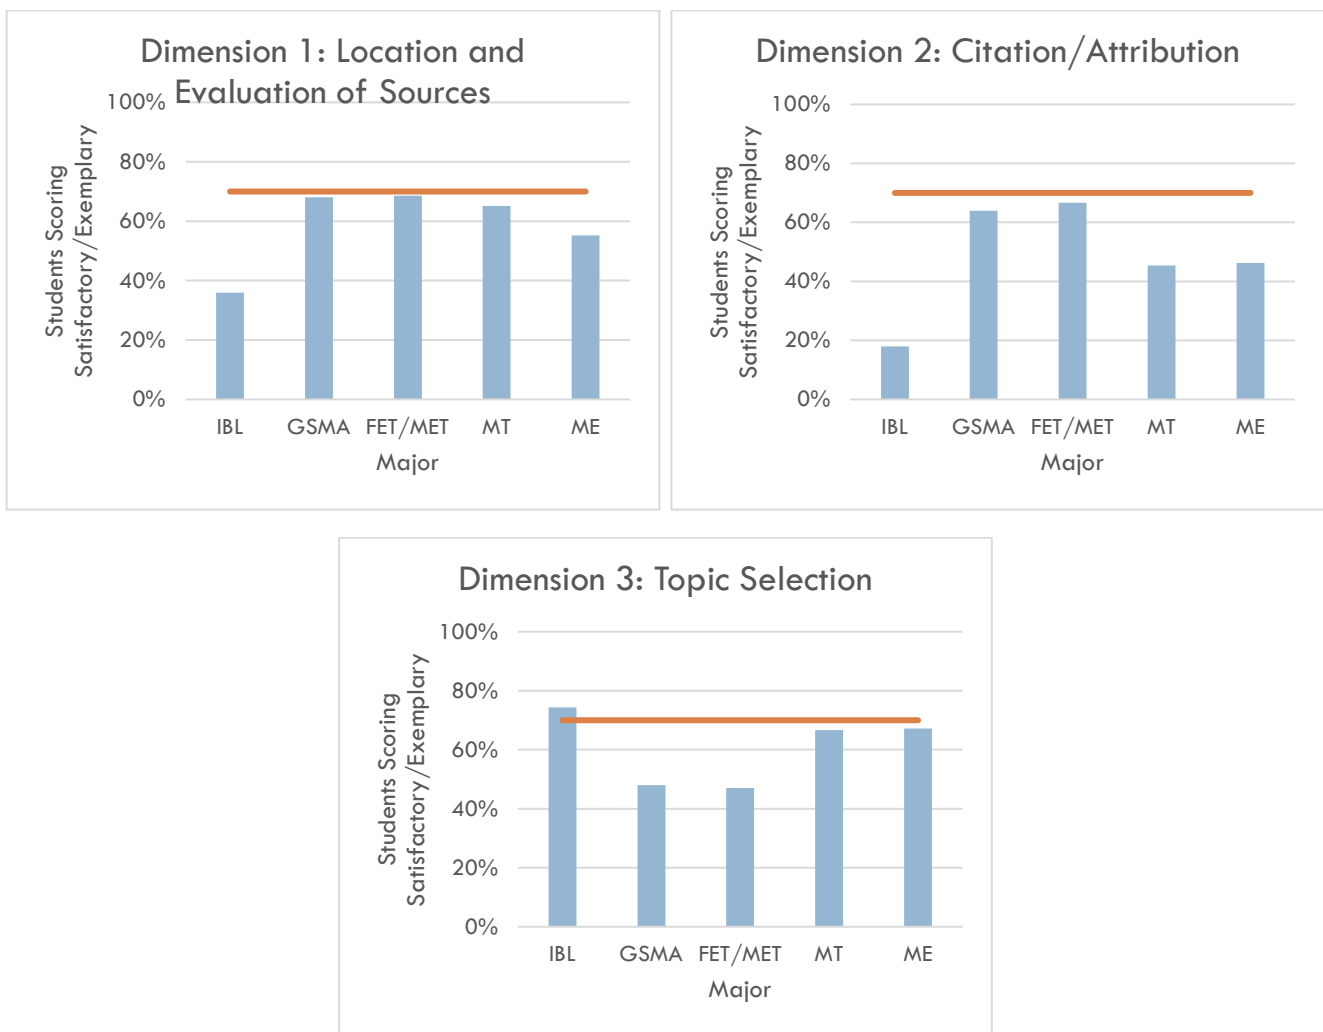 Dimension 1: Location and
Evaluation of Sources
Students Scoring
Satisfactory/Exemplary
100%
80%
60%
40%
20%
0%
IBL GSMA FET/MET MT ME
Major
Dimension 2: Citation/Attribution
Students Scoring
Satisfactory/Exemplary
100%
80%
60%
40%
20%
0%
IBL GSMA FET/MET MT ME
Major
Dimension 3: Topic Selection
Students Scoring
Satisfactory/Exemplary
100%
80%
60%
40%
20%
0%
IBL GSMA FET/MET MT ME
Major